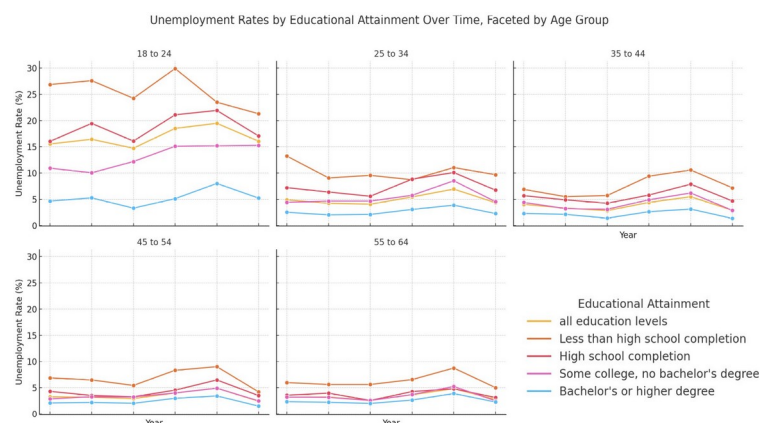 Unemployment Rates by Educational Attainment Over Time, Faceted by Age Group
18 to 24
25 to 34
35 to 44
Unemployment Rate (%)
30
25
20
15
10
5
0
Year
45 to 54
55 to 64
Unemployment Rate (%)
30
25
20
15
10
5
0
Year
Year
Educational Attainment
all education levels
Less than high school completion
High school completion
Some college, no bachelor's degree
Bachelor's or higher degree